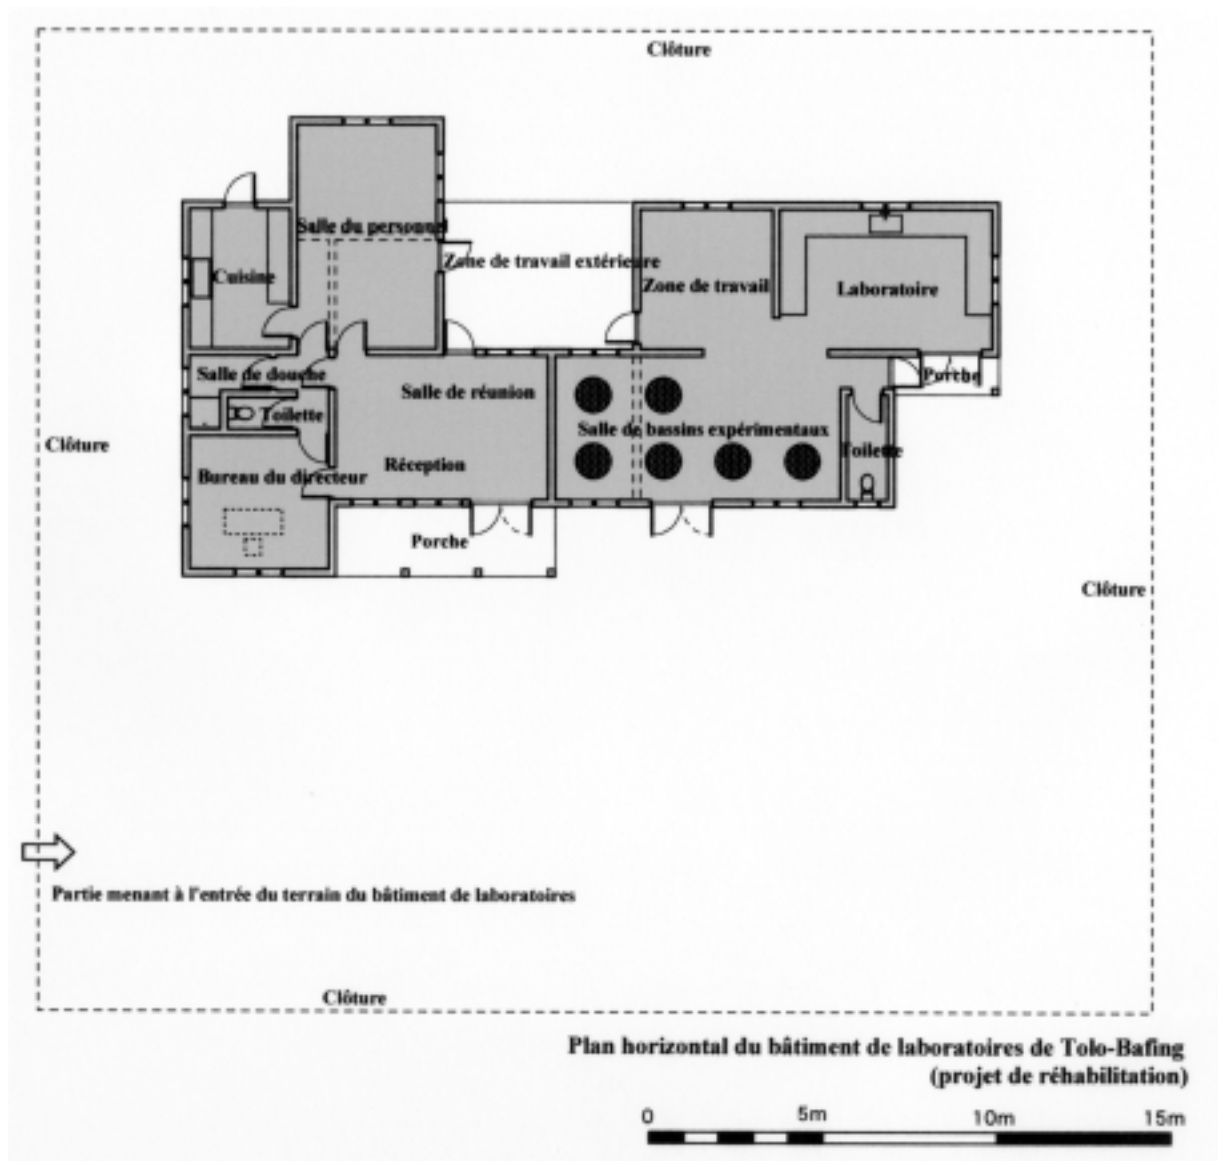 Clôture
Salle du personnel
Zone de travail extérieure
Cuisine
Zone de travail
Laboratoire
Salle de douche
Porche
Salle de réunion
Toilette
Salle de bassins expérimentaux
Clôture
Toilette
Réception
Bureau du directeur
Porche
Clôture
Partie menant à l'entrée du terrain du bâtiment de laboratoires
Clôture
Plan horizontal du bâtiment de laboratoires de Tolo-Bafing
(projet de réhabilitation)
0 5m 10m 15m